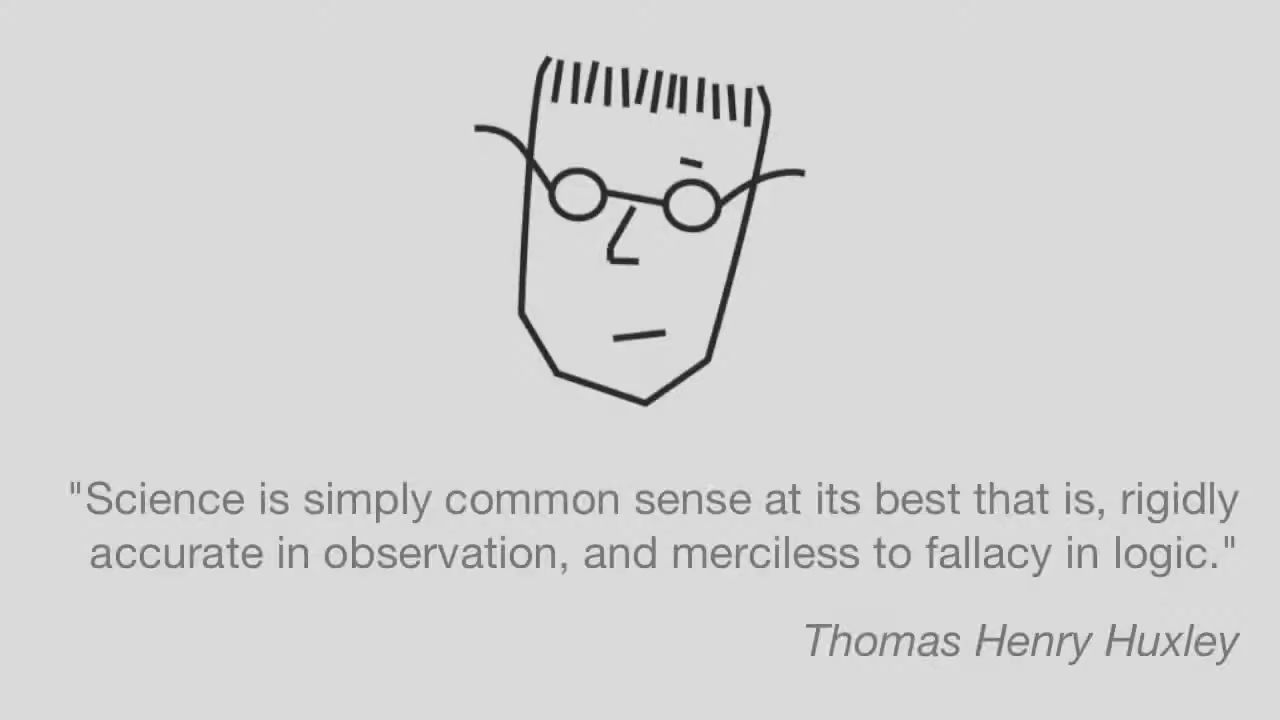 "Science is simply common sense at its best that is, rigidly
accurate in observation, and merciless to fallacy in logic."
Thomas Henry Huxley